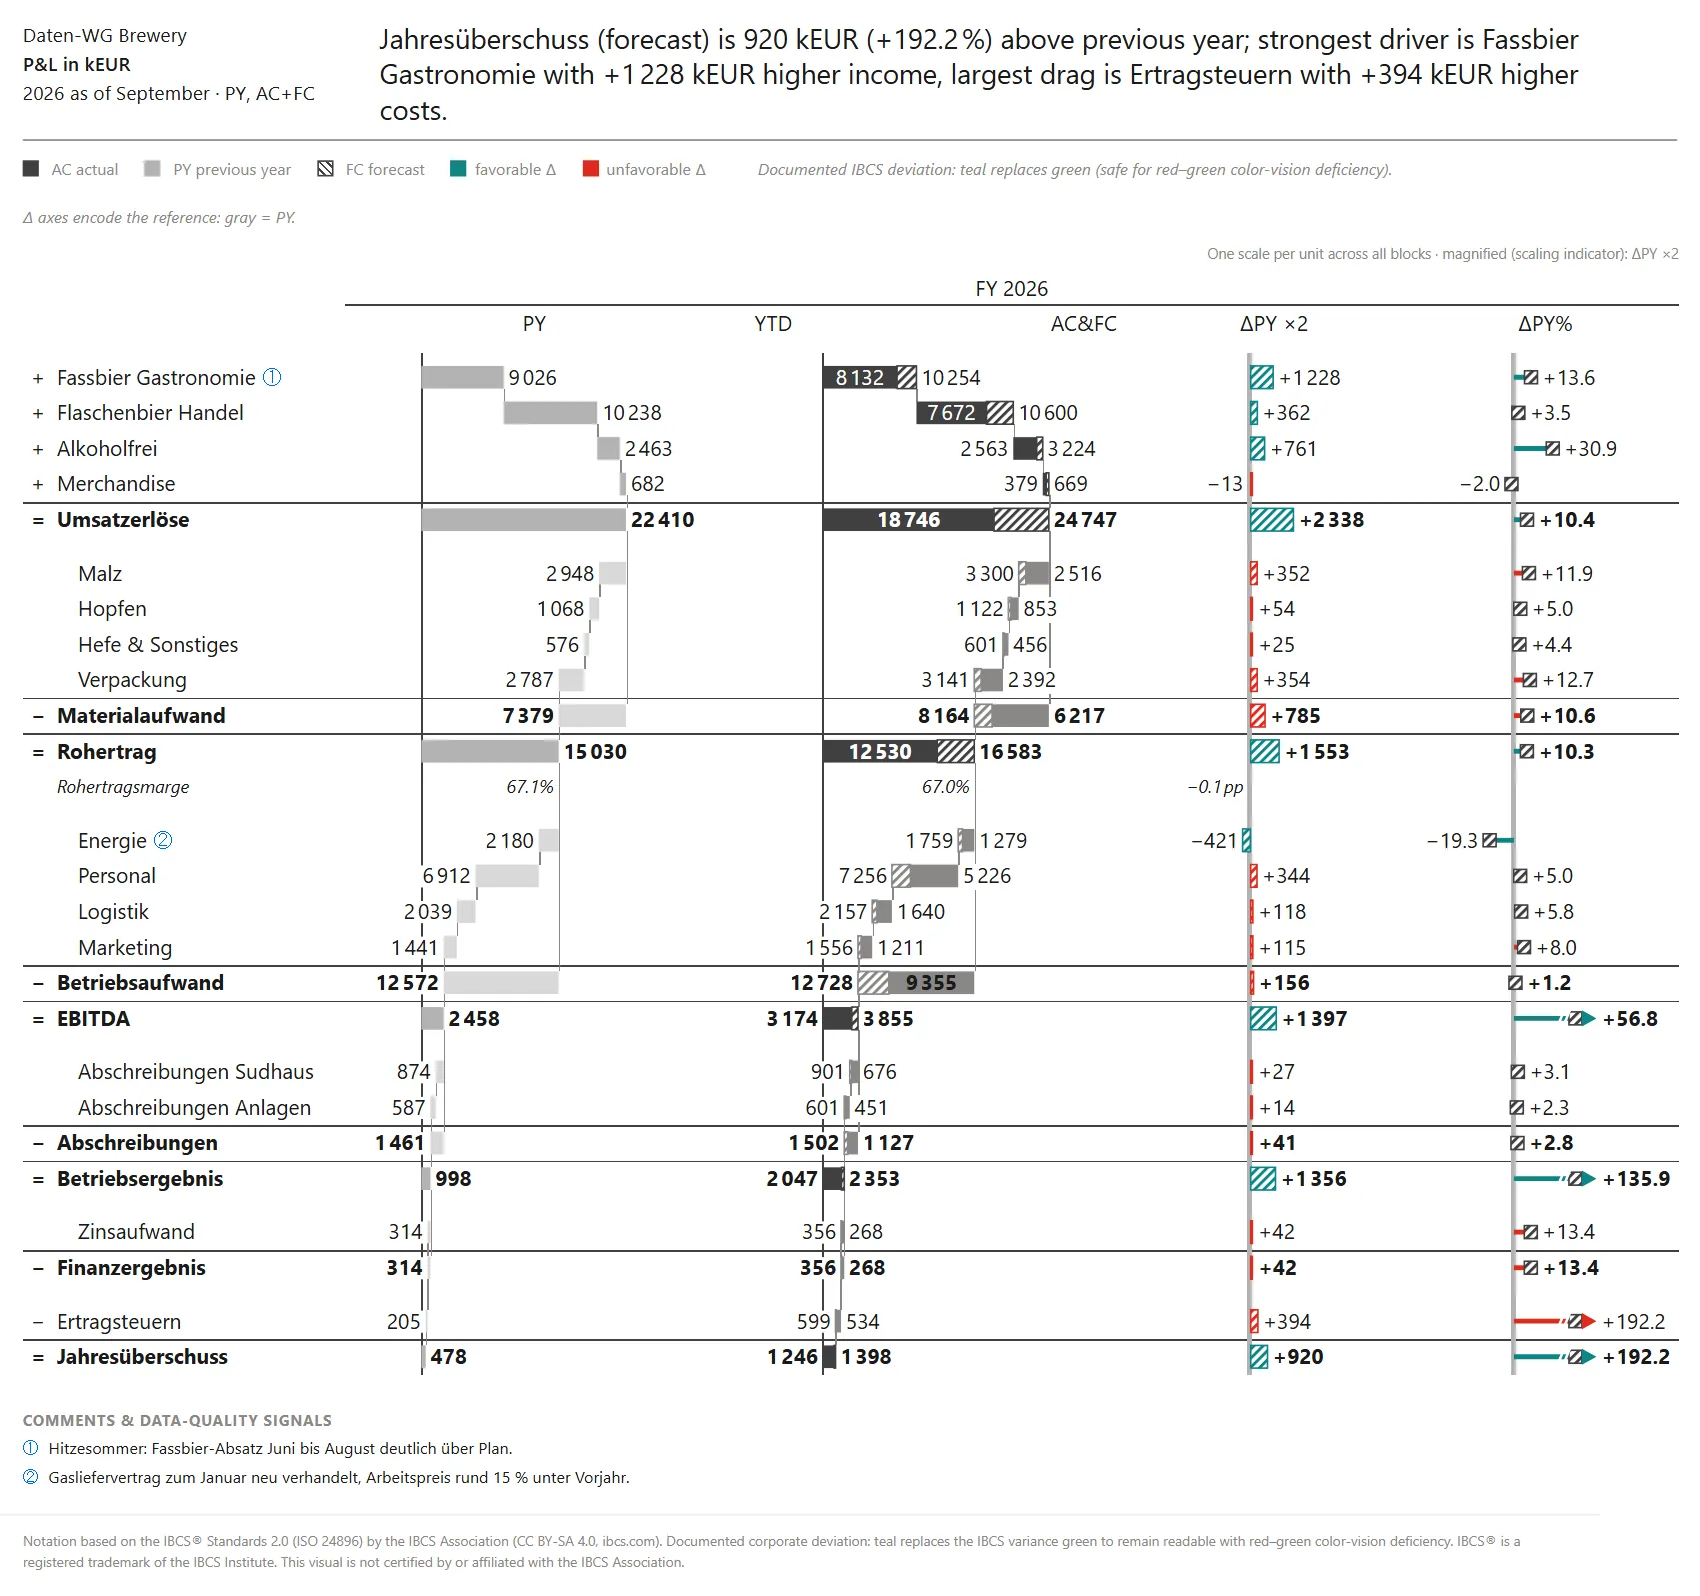 Daten-WG Brewery
P&L in kEUR
2026 as of September · PY, AC+FC
Jahresüberschuss (forecast) is 920 kEUR (+192.2 %) above previous year; strongest driver is Fassbier
Gastronomie with +1 228 kEUR higher income, largest drag is Ertragsteuern with +394 kEUR higher
costs.
AC actual PY previous year FC forecast favorable Δ unfavorable Δ Documented IBCS deviation: teal replaces green (safe for red–green color-vision deficiency).
Δ axes encode the reference: gray = PY.
One scale per unit across all blocks · magnified (scaling indicator): ΔPY ×2
FY 2026
PY YTD AC&FC ΔPY ×2 ΔPY%
+ Fassbier Gastronomie ① 9 026 8 132 10 254 +1 228 +13.6
+ Flaschenbier Handel 10 238 7 672 10 600 +362 +3.5
+ Alkoholfrei 2 463 2 563 3 224 +761 +30.9
+ Merchandise 682 379 669 −13 −2.0
= Umsatzerlöse 22 410 18 746 24 747 +2 338 +10.4
Malz 2 948 3 300 2 516 +352 +11.9
Hopfen 1 068 1 122 853 +54 +5.0
Hefe & Sonstiges 576 601 456 +25 +4.4
Verpackung 2 787 3 141 2 392 +354 +12.7
− Materialaufwand 7 379 8 164 6 217 +785 +10.6
= Rohertrag 15 030 12 530 16 583 +1 553 +10.3
Rohertragsmarge 67.1% 67.0% −0.1 pp
Energie ② 2 180 1 759 1 279 −421 −19.3
Personal 6 912 7 256 5 226 +344 +5.0
Logistik 2 039 2 157 1 640 +118 +5.8
Marketing 1 441 1 556 1 211 +115 +8.0
− Betriebsaufwand 12 572 12 728 9 355 +156 +1.2
= EBITDA 2 458 3 174 3 855 +1 397 +56.8
Abschreibungen Sudhaus 874 901 676 +27 +3.1
Abschreibungen Anlagen 587 601 451 +14 +2.3
− Abschreibungen 1 461 1 502 1 127 +41 +2.8
= Betriebsergebnis 998 2 047 2 353 +1 356 +135.9
Zinsaufwand 314 356 268 +42 +13.4
− Finanzergebnis 314 356 268 +42 +13.4
− Ertragsteuern 205 599 534 +394 +192.2
= Jahresüberschuss 478 1 246 1 398 +920 +192.2
COMMENTS & DATA-QUALITY SIGNALS
① Hitzesommer: Fassbier-Absatz Juni bis August deutlich über Plan.
② Gasliefervertrag zum Januar neu verhandelt, Arbeitspreis rund 15 % unter Vorjahr.
Notation based on the IBCS® Standards 2.0 (ISO 24896) by the IBCS Association (CC BY-SA 4.0, ibcs.com). Documented corporate deviation: teal replaces the IBCS variance green to remain readable with red–green color-vision deficiency. IBCS® is a
registered trademark of the IBCS Institute. This visual is not certified by or affiliated with the IBCS Association.